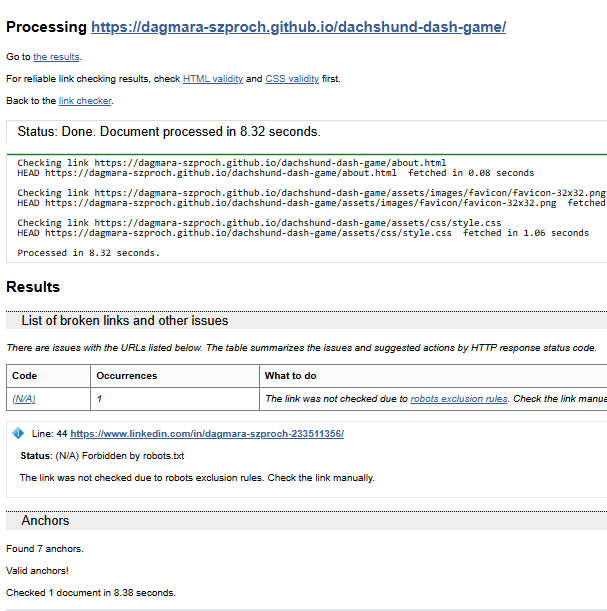 Processing https://dagmara-szproch.github.io/dachshund-dash-game/
Go to the results.
For reliable link checking results, check HTML validity and CSS validity first.
Back to the link checker.
Status: Done. Document processed in 8.32 seconds.
Checking link https://dagmara-szproch.github.io/dachshund-dash-game/about.html
HEAD https://dagmara-szproch.github.io/dachshund-dash-game/about.html fetched in 0.08 seconds
Checking link https://dagmara-szproch.github.io/dachshund-dash-game/assets/images/favicon/favicon-32x32.png
HEAD https://dagmara-szproch.github.io/dachshund-dash-game/assets/images/favicon/favicon-32x32.png fetched
Checking link https://dagmara-szproch.github.io/dachshund-dash-game/assets/css/style.css
HEAD https://dagmara-szproch.github.io/dachshund-dash-game/assets/css/style.css fetched in 1.06 seconds
Processed in 8.32 seconds.
Results
List of broken links and other issues
There are issues with the URLs listed below. The table summarizes the issues and suggested actions by HTTP response status code.
Code Occurrences What to do
(N/A) 1 The link was not checked due to robots exclusion rules. Check the link manua
Line: 44 https://www.linkedin.com/in/dagmara-szproch-233511356/
Status: (N/A) Forbidden by robots.txt
The link was not checked due to robots exclusion rules. Check the link manually.
Anchors
Found 7 anchors.
Valid anchors!
Checked 1 document in 8.38 seconds.